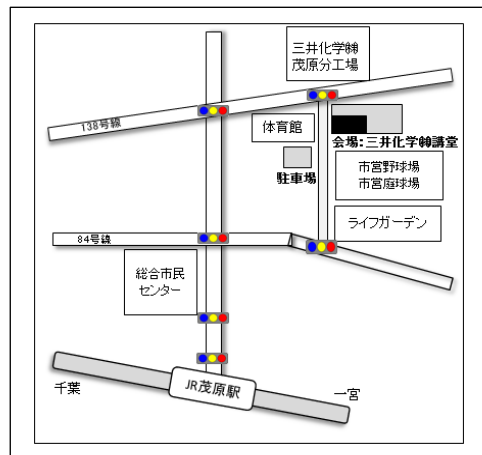 三井化学㈱
茂原分工場
138号線
体育館
会場：三井化学㈱講堂
駐車場
市営野球場
市営庭球場
ライフガーデン
84号線
総合市民
センター
JR茂原駅
千葉
一宮